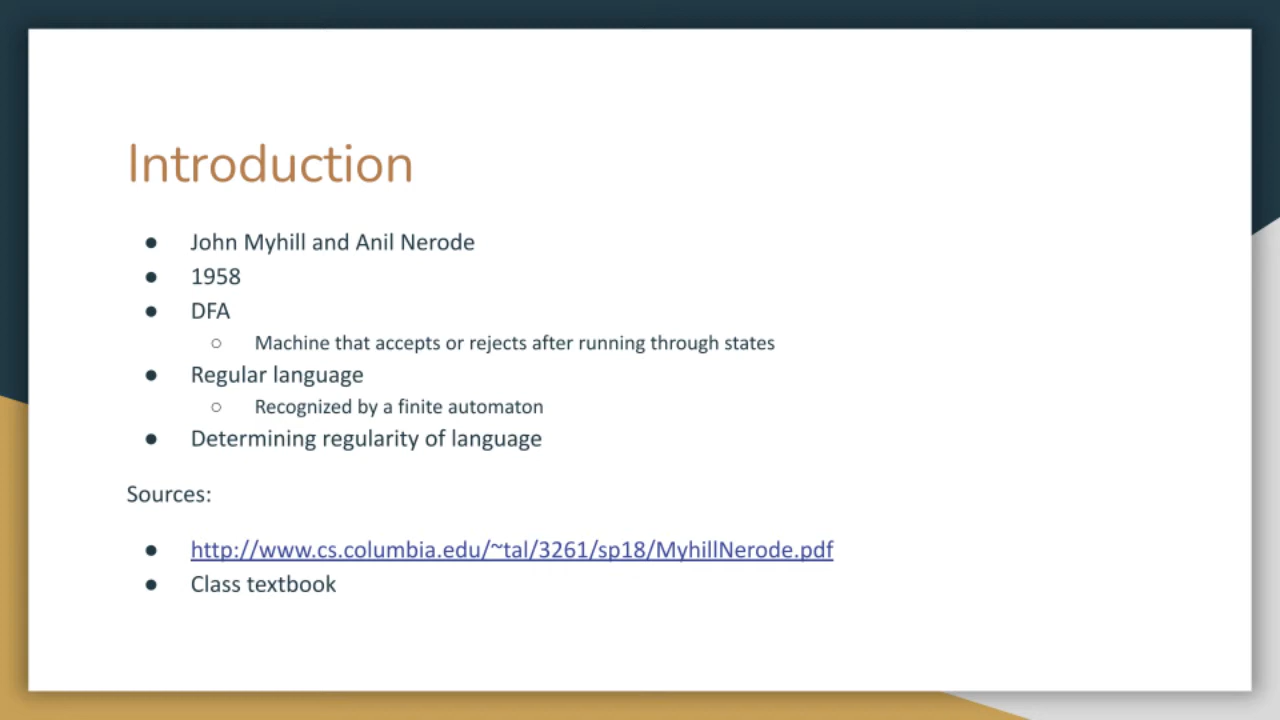 Introduction
● John Myhill and Anil Nerode
● 1958
● DFA
○ Machine that accepts or rejects after running through states
● Regular language
○ Recognized by a finite automaton
● Determining regularity of language
Sources:
● http://www.cs.columbia.edu/~tal/3261/sp18/MyhillNerode.pdf
● Class textbook